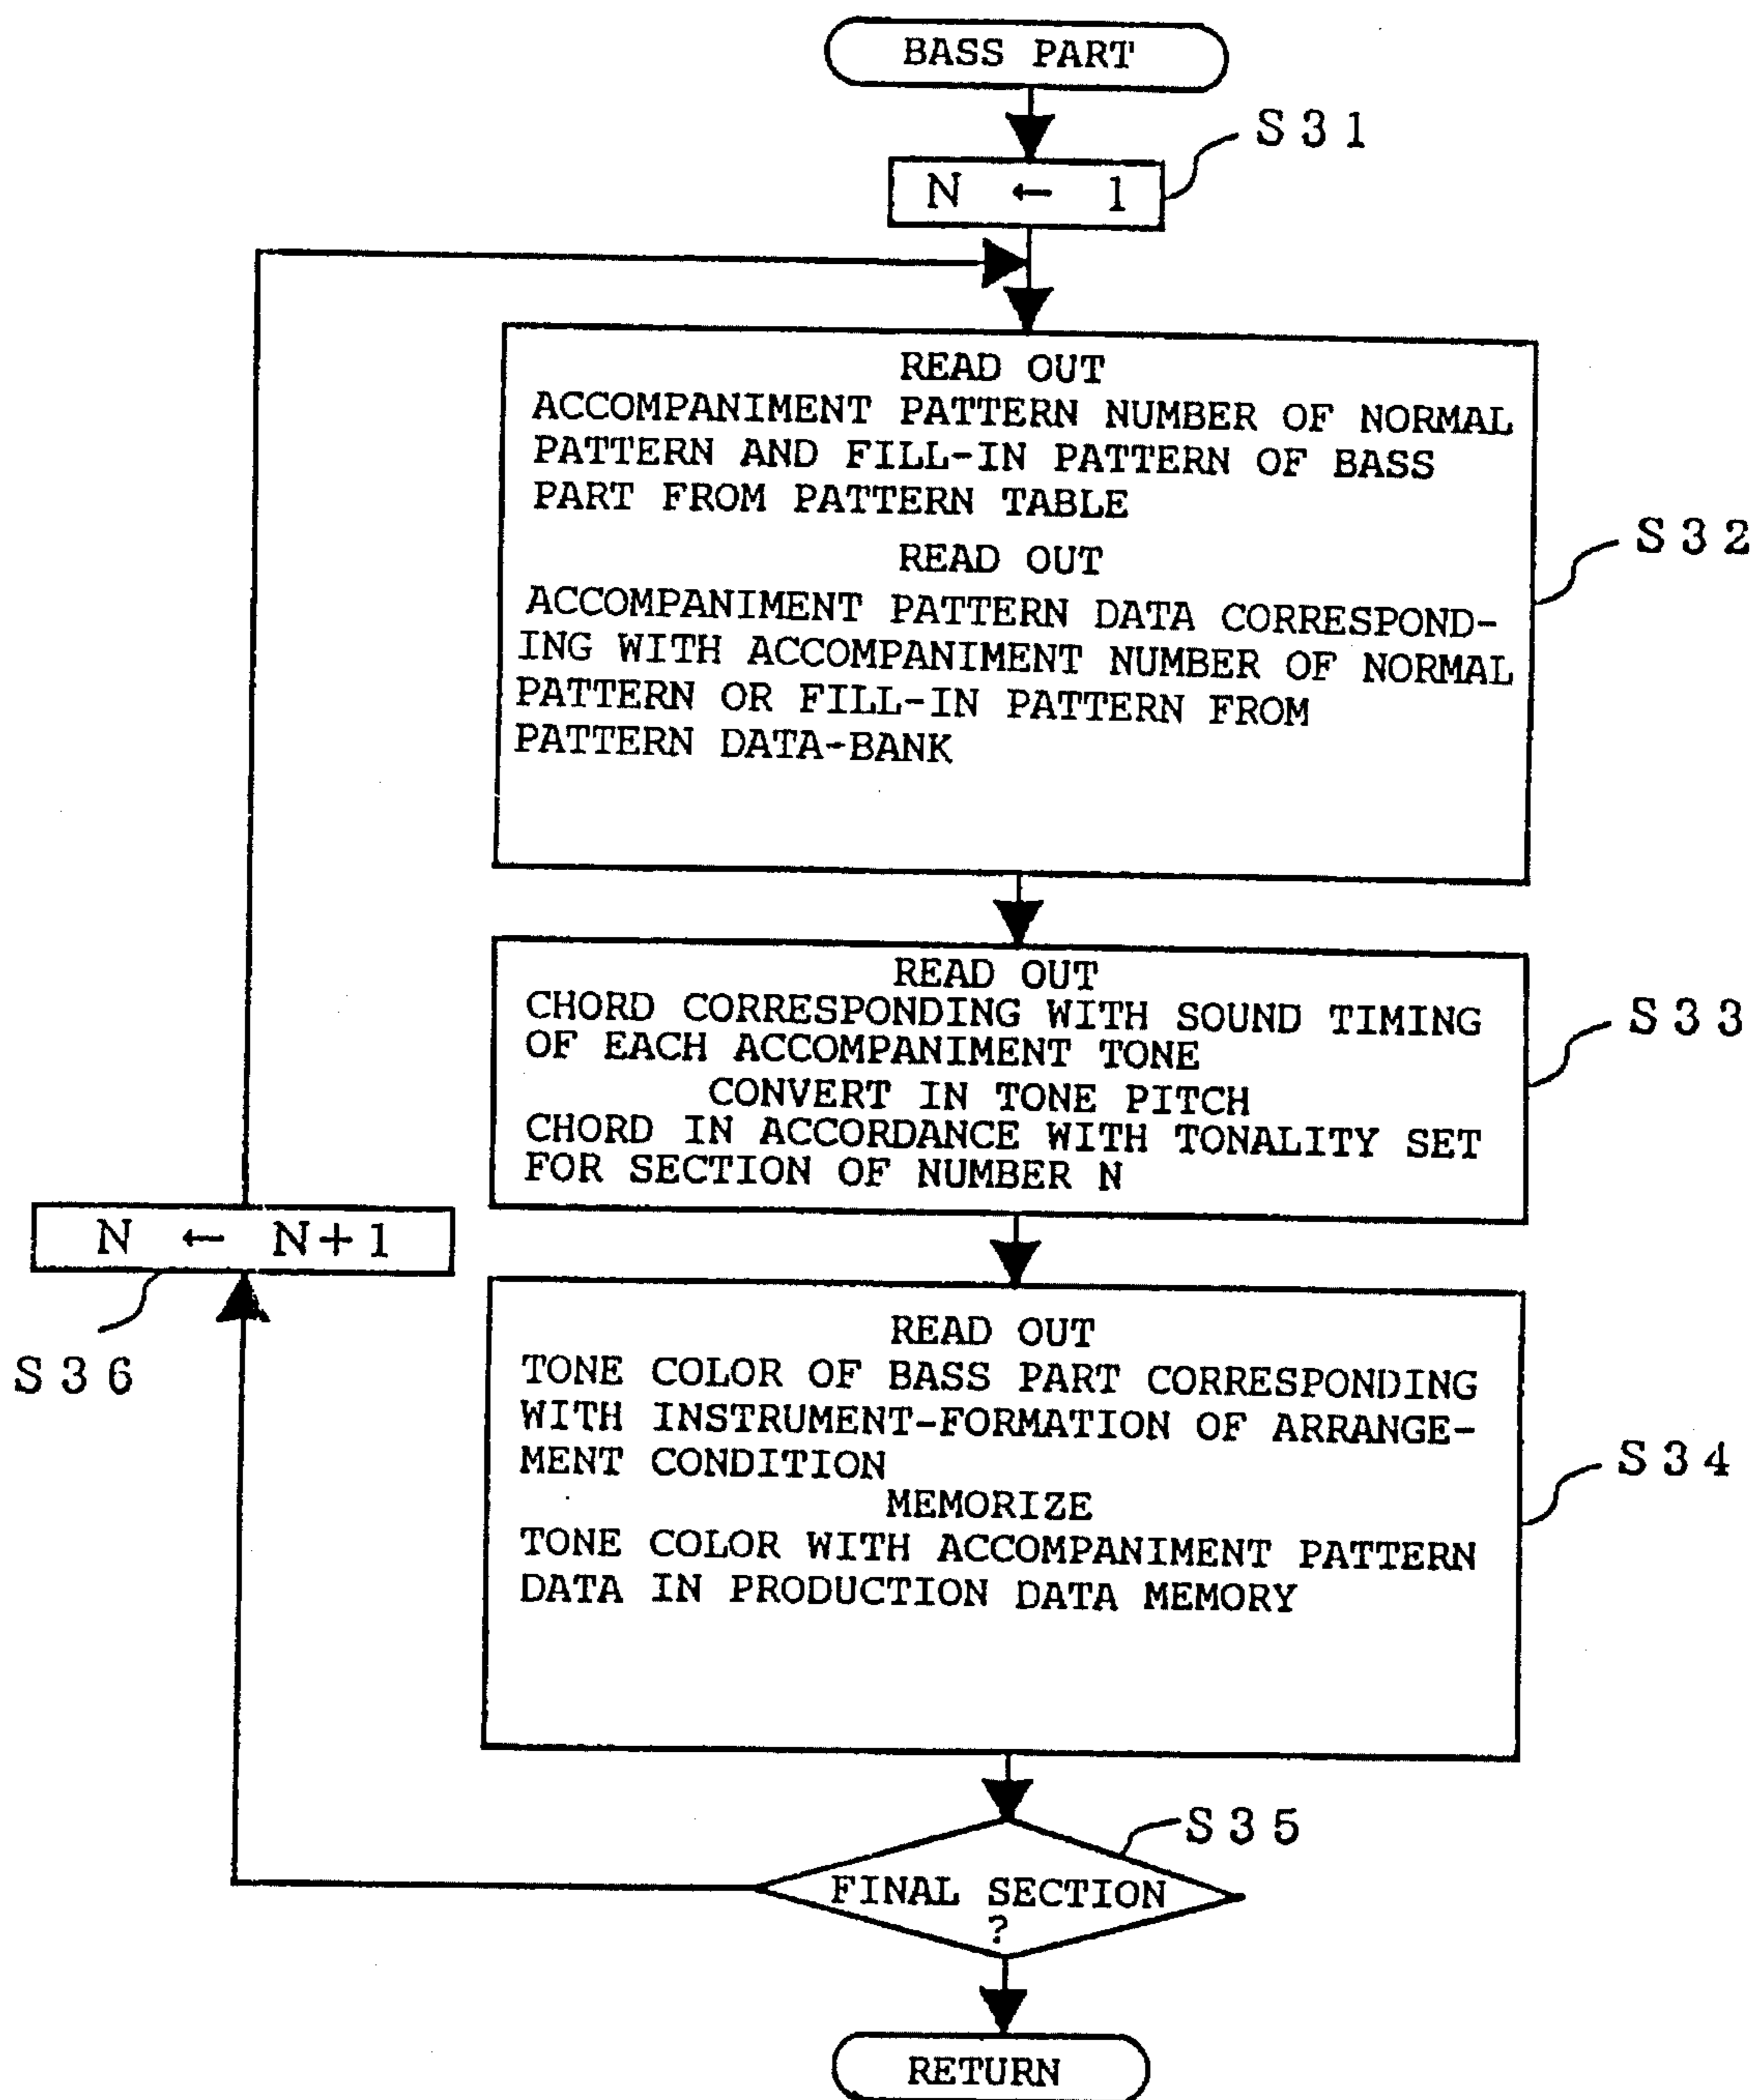 BASS PART
S31
N ← 1
READ OUT
ACCOMPANIMENT PATTERN NUMBER OF NORMAL
PATTERN AND FILL-IN PATTERN OF BASS
PART FROM PATTERN TABLE
READ OUT
ACCOMPANIMENT PATTERN DATA CORRESPOND-
ING WITH ACCOMPANIMENT NUMBER OF NORMAL
PATTERN OR FILL-IN PATTERN FROM
PATTERN DATA-BANK
S32
READ OUT
CHORD CORRESPONDING WITH SOUND TIMING
OF EACH ACCOMPANIMENT TONE
CONVERT IN TONE PITCH
CHORD IN ACCORDANCE WITH TONALITY SET
FOR SECTION OF NUMBER N
S33
N ← N+1
S36
READ OUT
TONE COLOR OF BASS PART CORRESPONDING
WITH INSTRUMENT-FORMATION OF ARRANGE-
MENT CONDITION
MEMORIZE
TONE COLOR WITH ACCOMPANIMENT PATTERN
DATA IN PRODUCTION DATA MEMORY
S34
S35
FINAL SECTION
?
RETURN